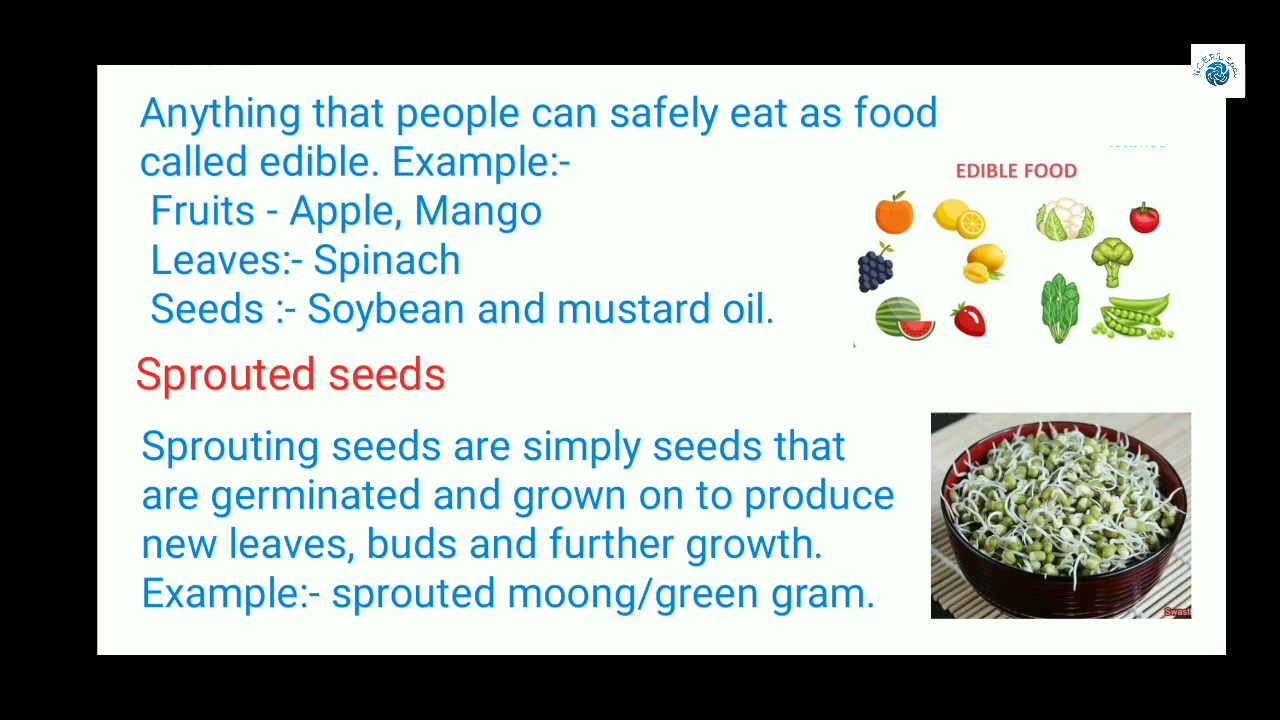 Anything that people can safely eat as food
called edible. Example:-
Fruits - Apple, Mango
Leaves:- Spinach
Seeds :- Soybean and mustard oil.
EDIBLE FOOD
Sprouted seeds
Sprouting seeds are simply seeds that
are germinated and grown on to produce
new leaves, buds and further growth.
Example:- sprouted moong/green gram.